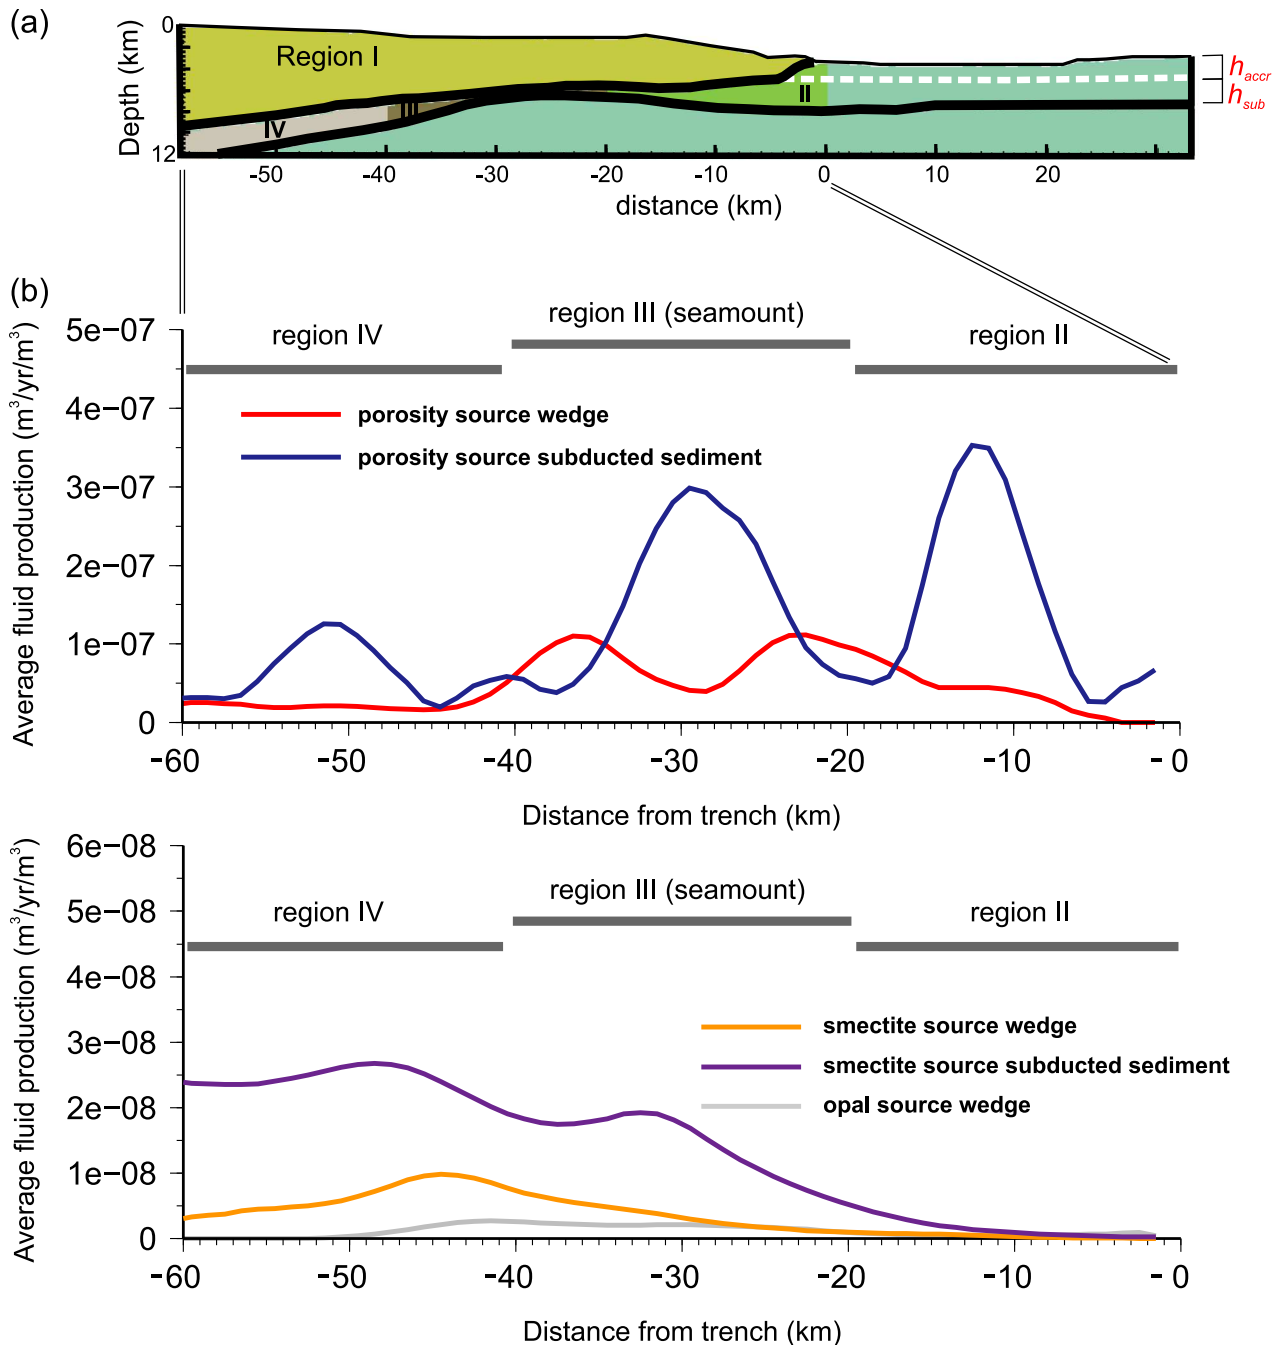 (a)
0
Depth (km)
12
Region I
IV
III
II
h_accr
h_sub
-50 -40 -30 -20 -10 0 10 20
distance (km)
(b)
Average fluid production (m³/yr/m³)
5e-07
4e-07
3e-07
2e-07
1e-07
0
region IV
region III (seamount)
region II
porosity source wedge
porosity source subducted sediment
-60 -50 -40 -30 -20 -10 -0
Distance from trench (km)
Average fluid production (m³/yr/m³)
6e-08
5e-08
4e-08
3e-08
2e-08
1e-08
0
region IV
region III (seamount)
region II
smectite source wedge
smectite source subducted sediment
opal source wedge
-60 -50 -40 -30 -20 -10 -0
Distance from trench (km)